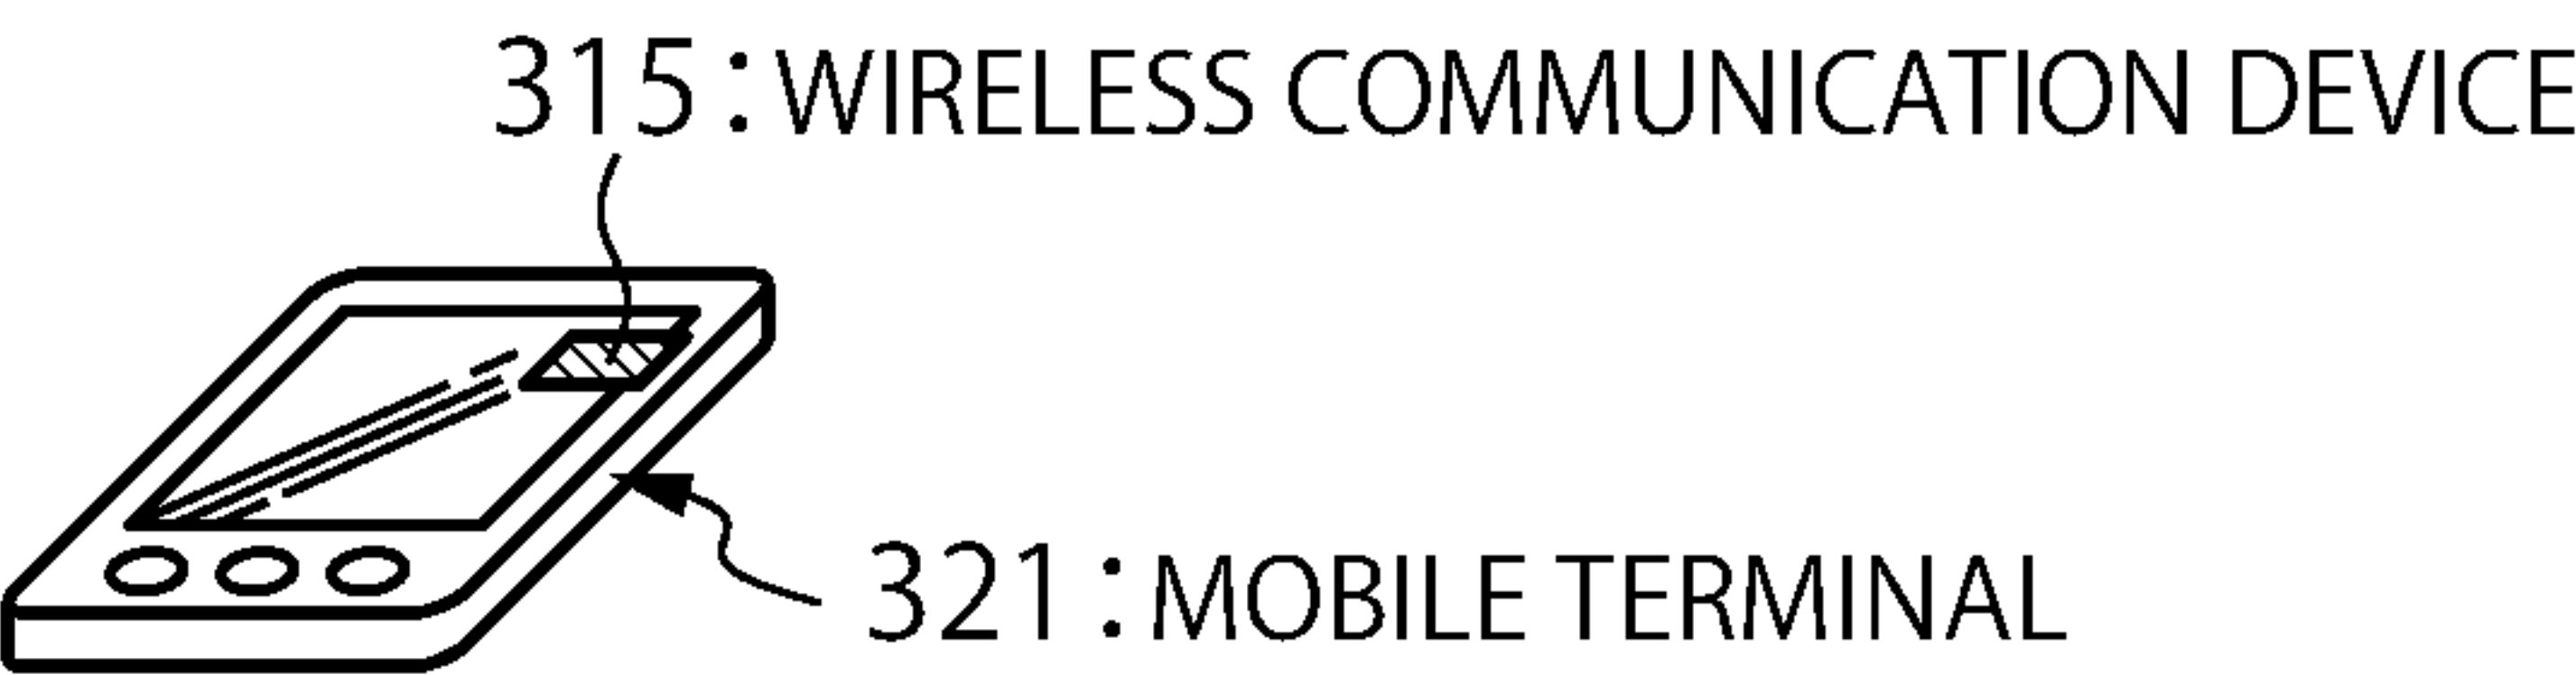 315:WIRELESS COMMUNICATION DEVICE
321:MOBILE TERMINAL